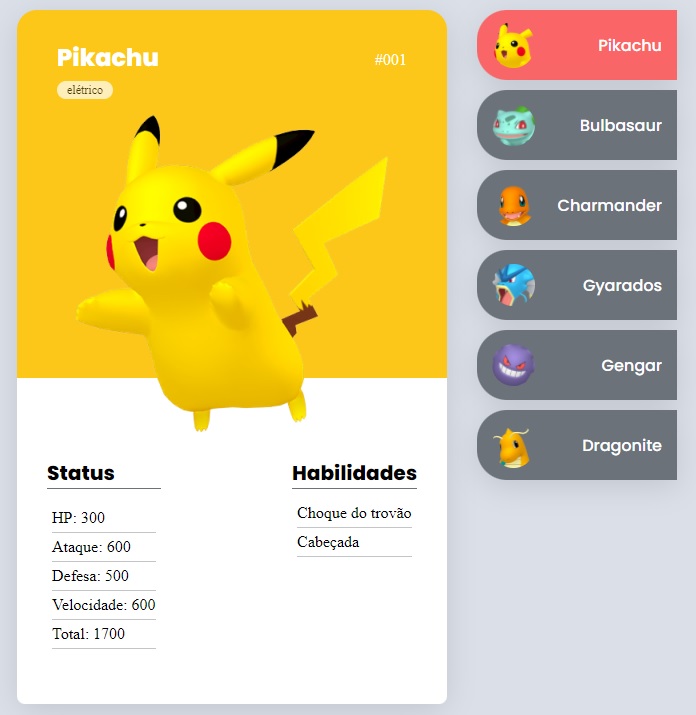 Pikachu
#001
elétrico
Status
HP: 300
Ataque: 600
Defesa: 500
Velocidade: 600
Total: 1700
Habilidades
Choque do trovão
Cabeçada
Pikachu
Bulbasaur
Charmander
Gyarados
Gengar
Dragonite